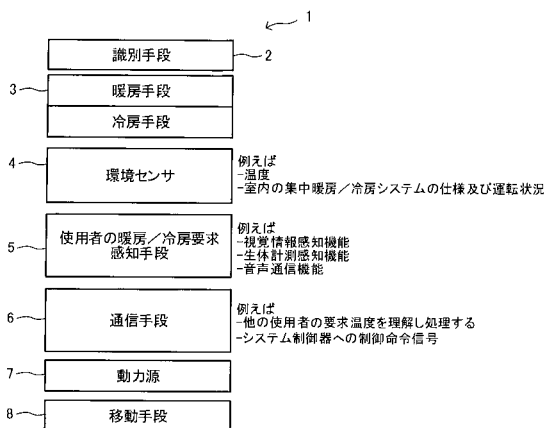 1
識別手段
2
3
暖房手段
冷房手段
4
環境センサ
例えば
-温度
-室内の集中暖房／冷房システムの仕様及び運転状況
5
使用者の暖房／冷房要求
感知手段
例えば
-視覚情報感知機能
-生体計測感知機能
-音声通信機能
6
通信手段
例えば
-他の使用者の要求温度を理解し処理する
-システム制御器への制御命令信号
7
動力源
8
移動手段